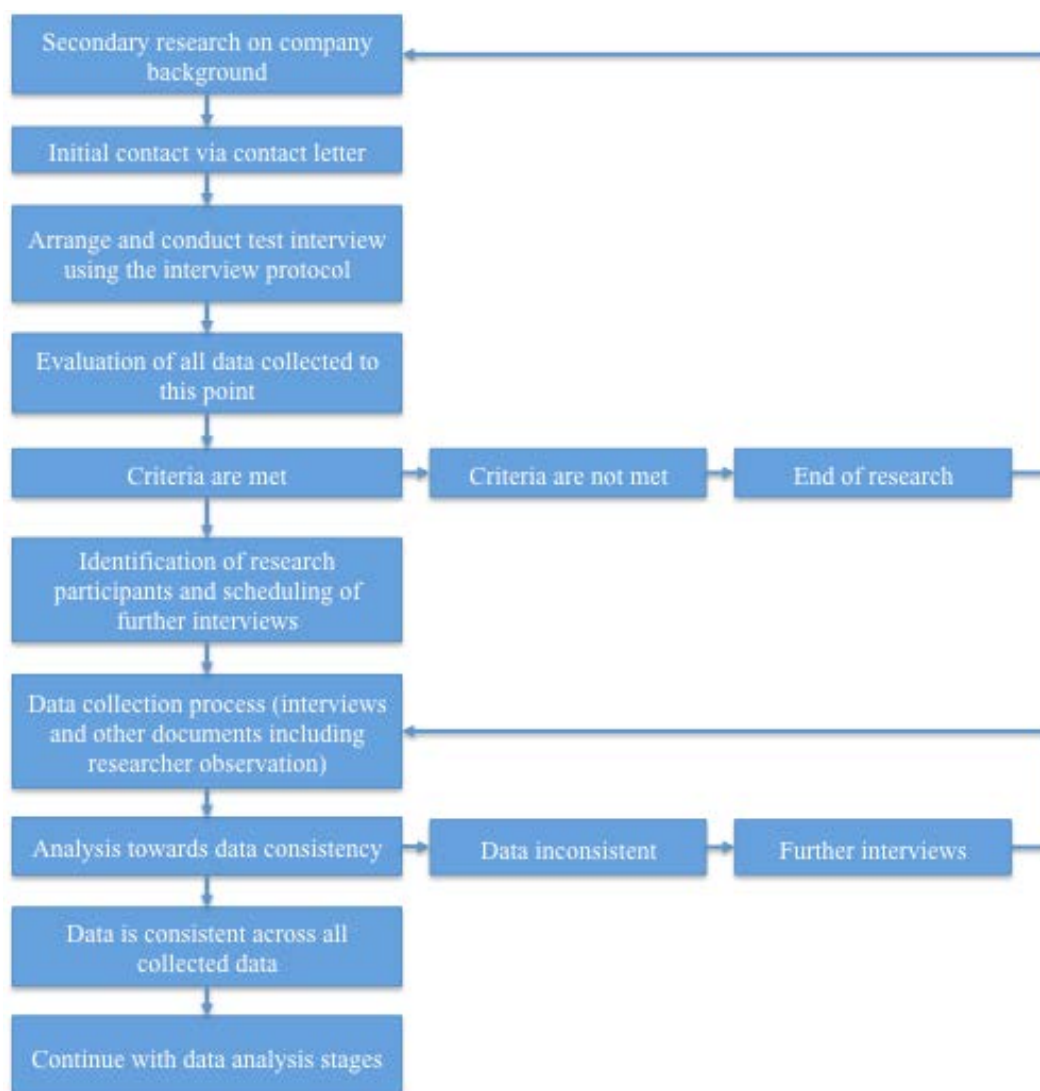 Secondary research on company
background
Initial contact via contact letter
Arrange and conduct test interview
using the interview protocol
Evaluation of all data collected to
this point
Criteria are met
Criteria are not met
End of research
Identification of research
participants and scheduling of
further interviews
Data collection process (interviews
and other documents including
researcher observation)
Analysis towards data consistency
Data inconsistent
Further interviews
Data is consistent across all
collected data
Continue with data analysis stages